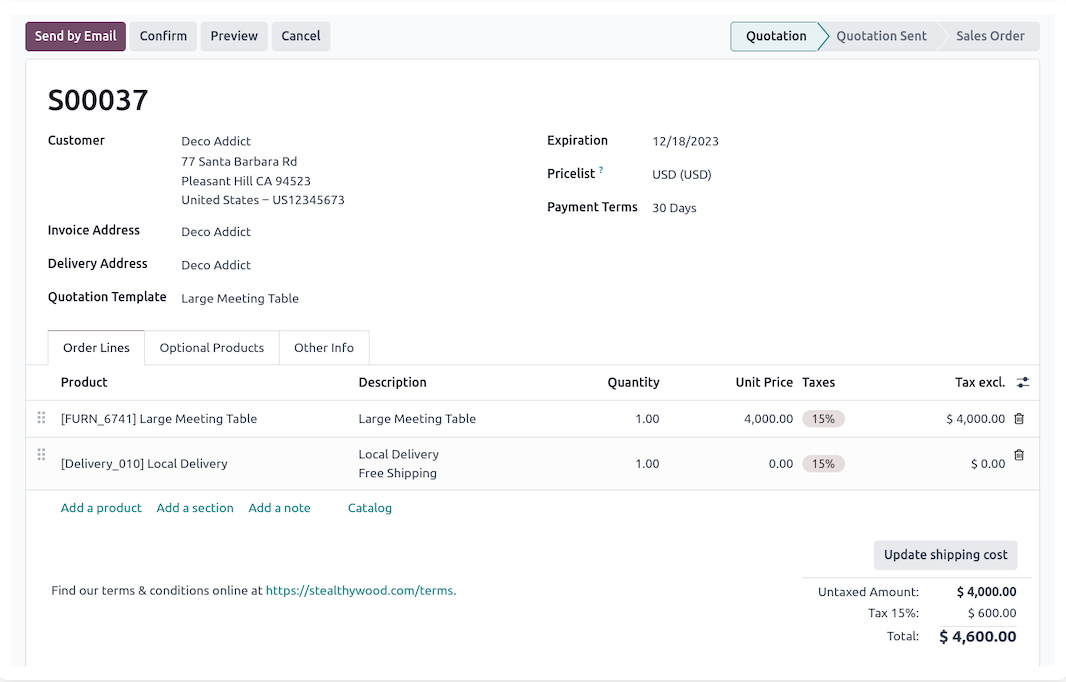 Send by Email Confirm Preview Cancel Quotation Quotation Sent Sales Order
S00037
Customer Deco Addict
77 Santa Barbara Rd
Pleasant Hill CA 94523
United States – US12345673
Invoice Address Deco Addict
Delivery Address Deco Addict
Quotation Template Large Meeting Table
Expiration 12/18/2023
Pricelist ? USD (USD)
Payment Terms 30 Days
Order Lines Optional Products Other Info
Product Description Quantity Unit Price Taxes Tax excl.
[FURN_6741] Large Meeting Table Large Meeting Table 1.00 4,000.00 15% $ 4,000.00
[Delivery_010] Local Delivery Local Delivery 1.00 0.00 15% $ 0.00
Free Shipping
Add a product Add a section Add a note Catalog
Update shipping cost
Find our terms & conditions online at https://stealthywood.com/terms.
Untaxed Amount: $ 4,000.00
Tax 15%: $ 600.00
Total: $ 4,600.00